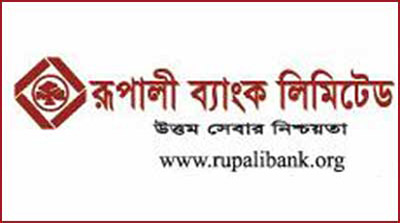 রূপালী ব্যাংক লিমিটেড
উত্তম সেবার নিশ্চয়তা
www.rupalibank.org